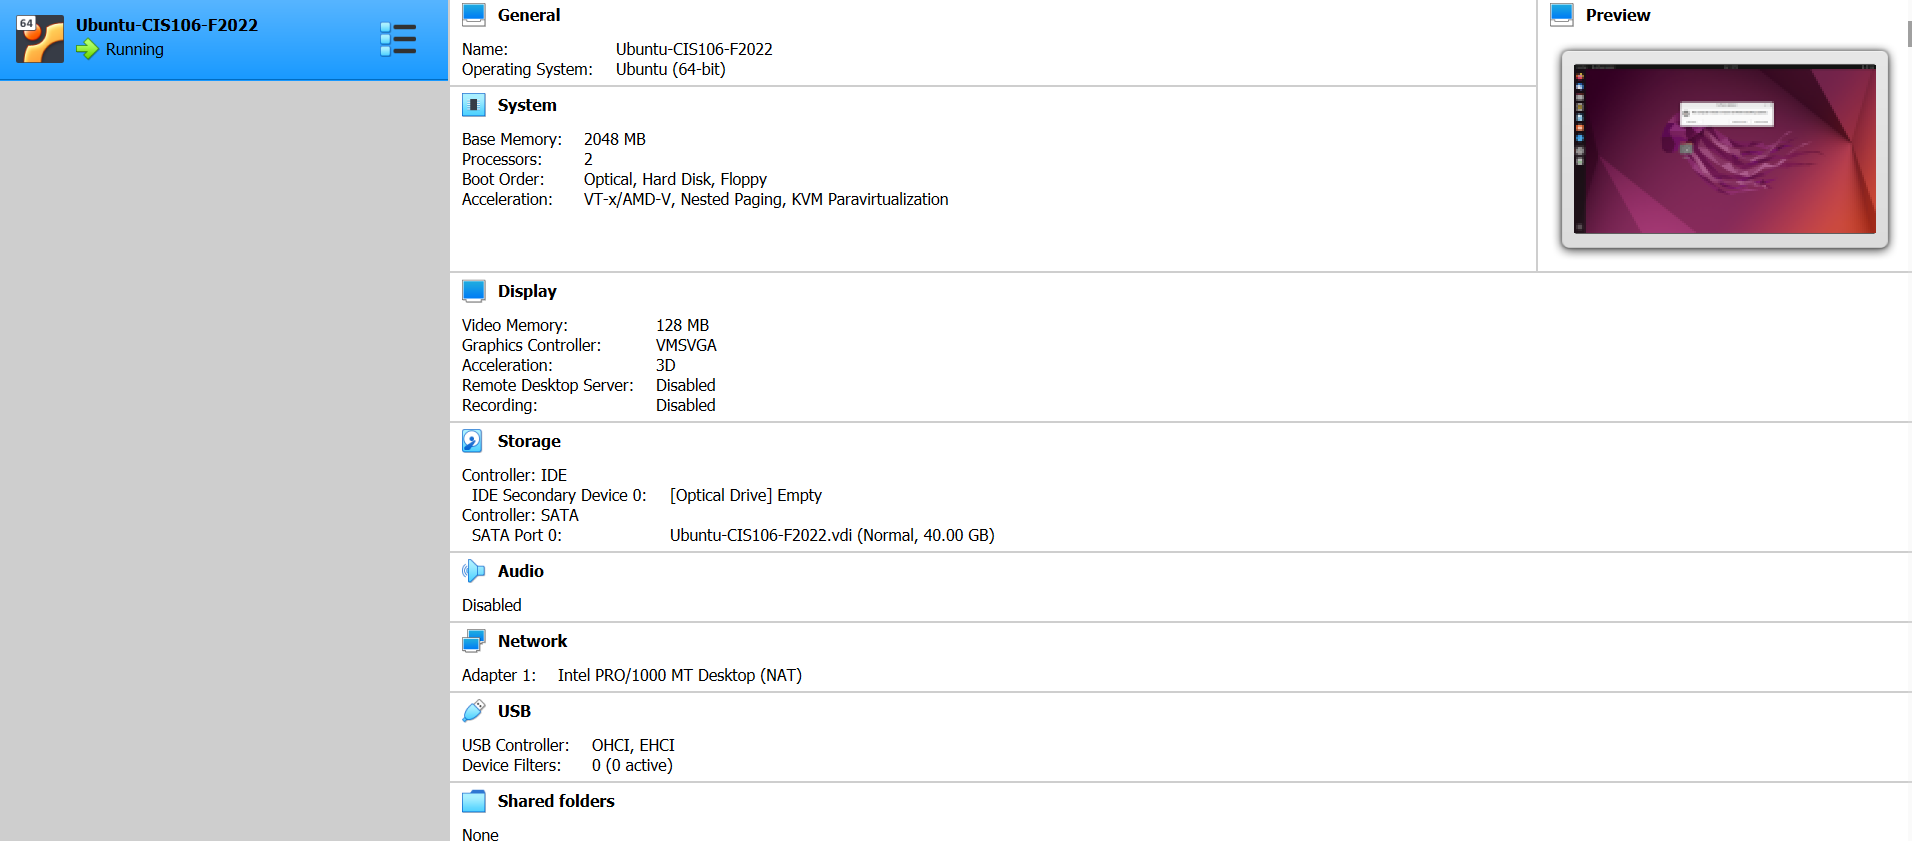 64
Ubuntu-CIS106-F2022
Running
General
Name: Ubuntu-CIS106-F2022
Operating System: Ubuntu (64-bit)
Preview
System
Base Memory: 2048 MB
Processors: 2
Boot Order: Optical, Hard Disk, Floppy
Acceleration: VT-x/AMD-V, Nested Paging, KVM Paravirtualization
Display
Video Memory: 128 MB
Graphics Controller: VMSVGA
Acceleration: 3D
Remote Desktop Server: Disabled
Recording: Disabled
Storage
Controller: IDE
IDE Secondary Device 0: [Optical Drive] Empty
Controller: SATA
SATA Port 0: Ubuntu-CIS106-F2022.vdi (Normal, 40.00 GB)
Audio
Disabled
Network
Adapter 1: Intel PRO/1000 MT Desktop (NAT)
USB
USB Controller: OHCI, EHCI
Device Filters: 0 (0 active)
Shared folders
None